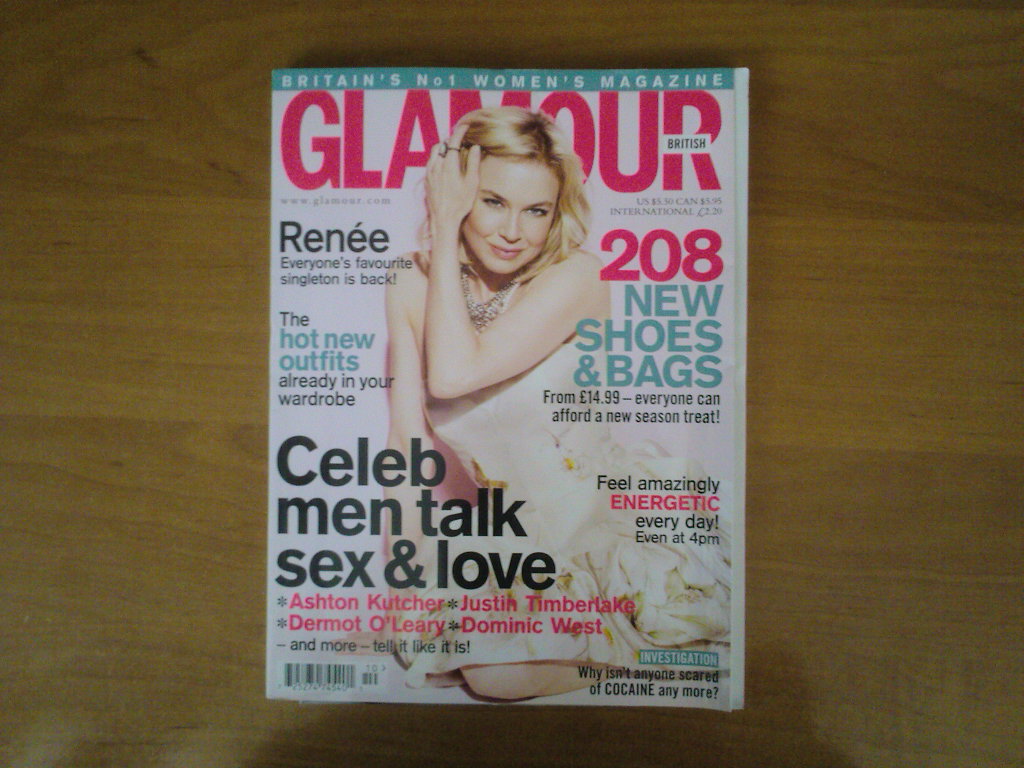 BRITAIN'S No1 WOMEN'S MAGAZINE
GLAMOUR
BRITISH
www.glamour.com
US $5.50 CAN $5.95
INTERNATIONAL £2.20
Renée
Everyone's favourite
singleton is back!
208
NEW
SHOES
& BAGS
From £14.99 – everyone can
afford a new season treat!
The
hot new
outfits
already in your
wardrobe
Celeb
men talk
sex & love
*Ashton Kutcher *Justin Timberlake
*Dermot O'Leary *Dominic West
– and more – tell it like it is!
Feel amazingly
ENERGETIC
every day!
Even at 4pm
INVESTIGATION
Why isn't anyone scared
of COCAINE any more?
10 >